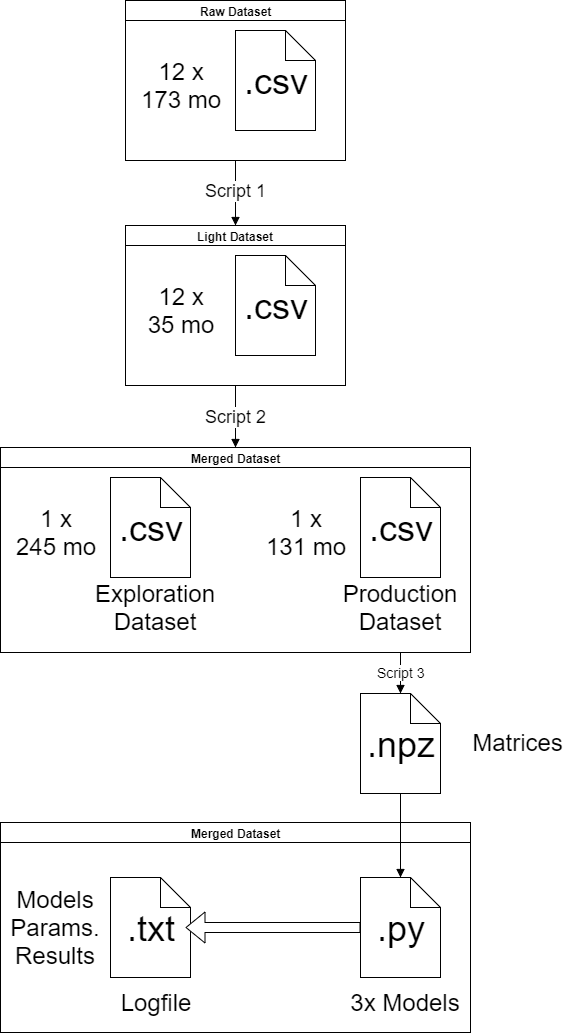 Raw Dataset
12 x
173 mo
.csv
Script 1
Light Dataset
12 x
35 mo
.csv
Script 2
Merged Dataset
1 x
245 mo
.csv
Exploration
Dataset
1 x
131 mo
.csv
Production
Dataset
Script 3
.npz
Matrices
Merged Dataset
Models
Params.
Results
.txt
Logfile
.py
3x Models